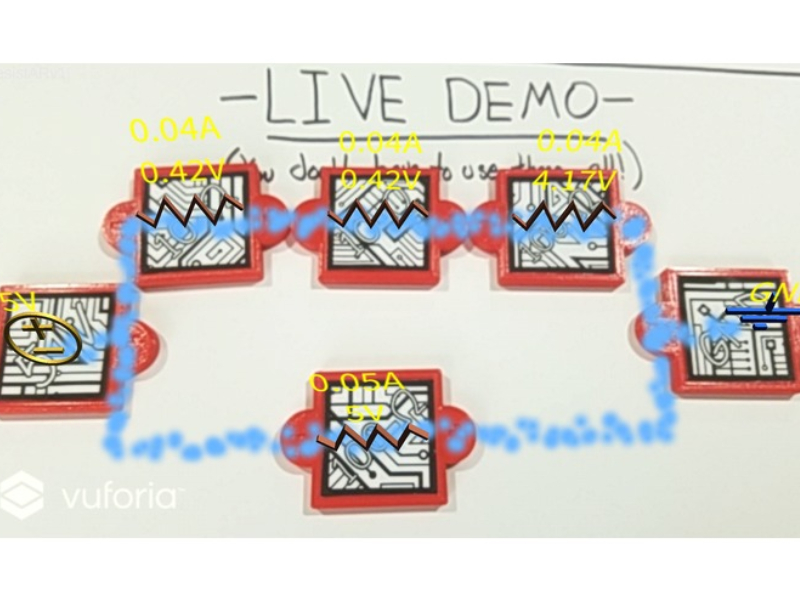 -LIVE DEMO-
0.04A 0.04A 0.04A
(You don't have to use them all!)
0.42V 0.42V 4.17V
5V
GN
0.05A
5V
vuforia™